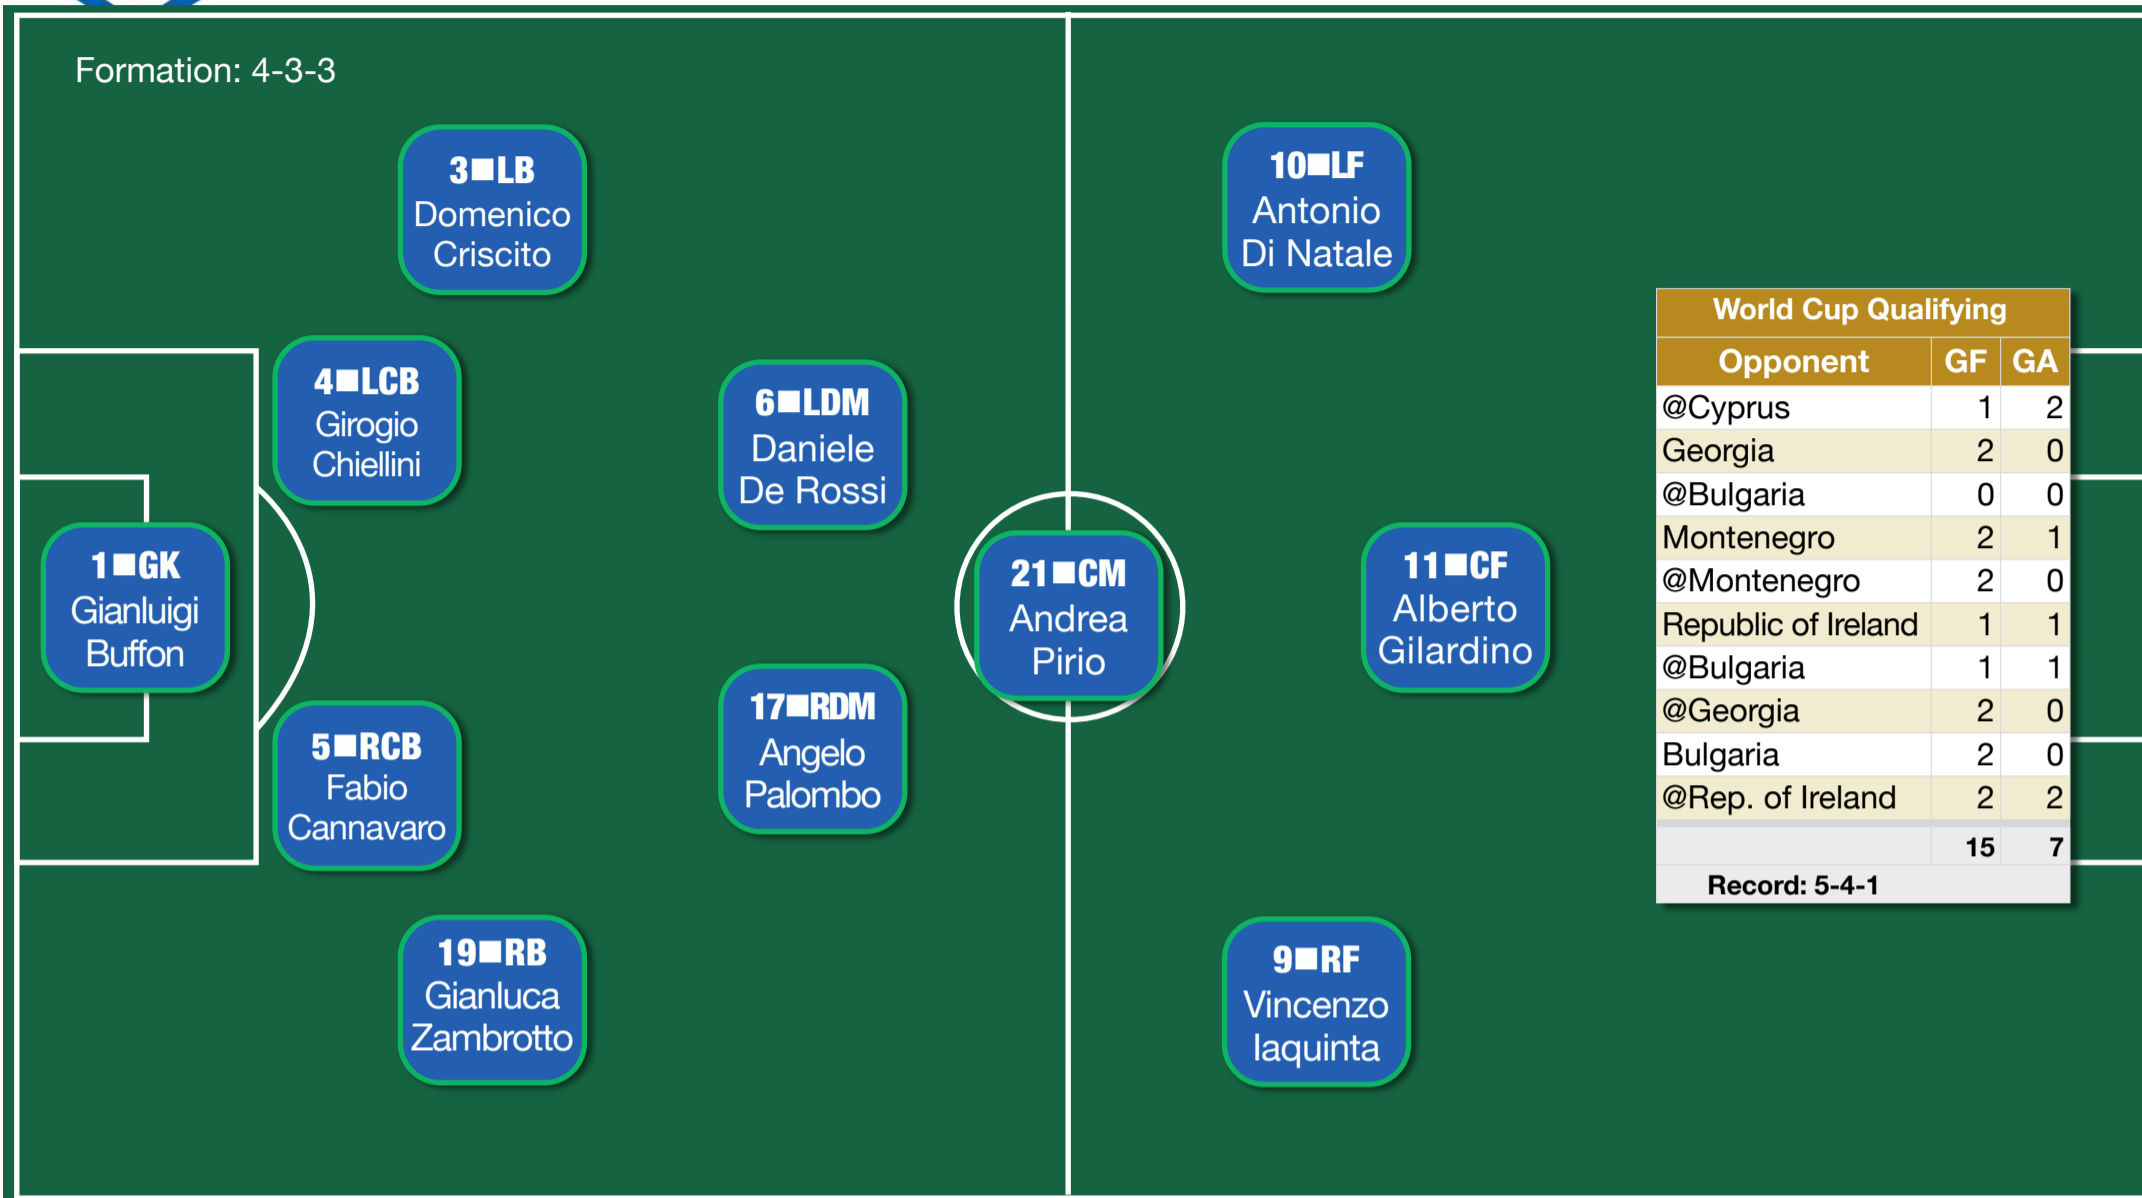 Formation: 4-3-3
3■LB
Domenico
Criscito
10■LF
Antonio
Di Natale
4■LCB
Girogio
Chiellini
6■LDM
Daniele
De Rossi
1■GK
Gianluigi
Buffon
21■CM
Andrea
Pirio
11■CF
Alberto
Gilardino
5■RCB
Fabio
Cannavaro
17■RDM
Angelo
Palombo
19■RB
Gianluca
Zambrotto
9■RF
Vincenzo
Iaquinta
World Cup Qualifying
Opponent GF GA
@Cyprus 1 2
Georgia 2 0
@Bulgaria 0 0
Montenegro 2 1
@Montenegro 2 0
Republic of Ireland 1 1
@Bulgaria 1 1
@Georgia 2 0
Bulgaria 2 0
@Rep. of Ireland 2 2
15 7
Record: 5-4-1